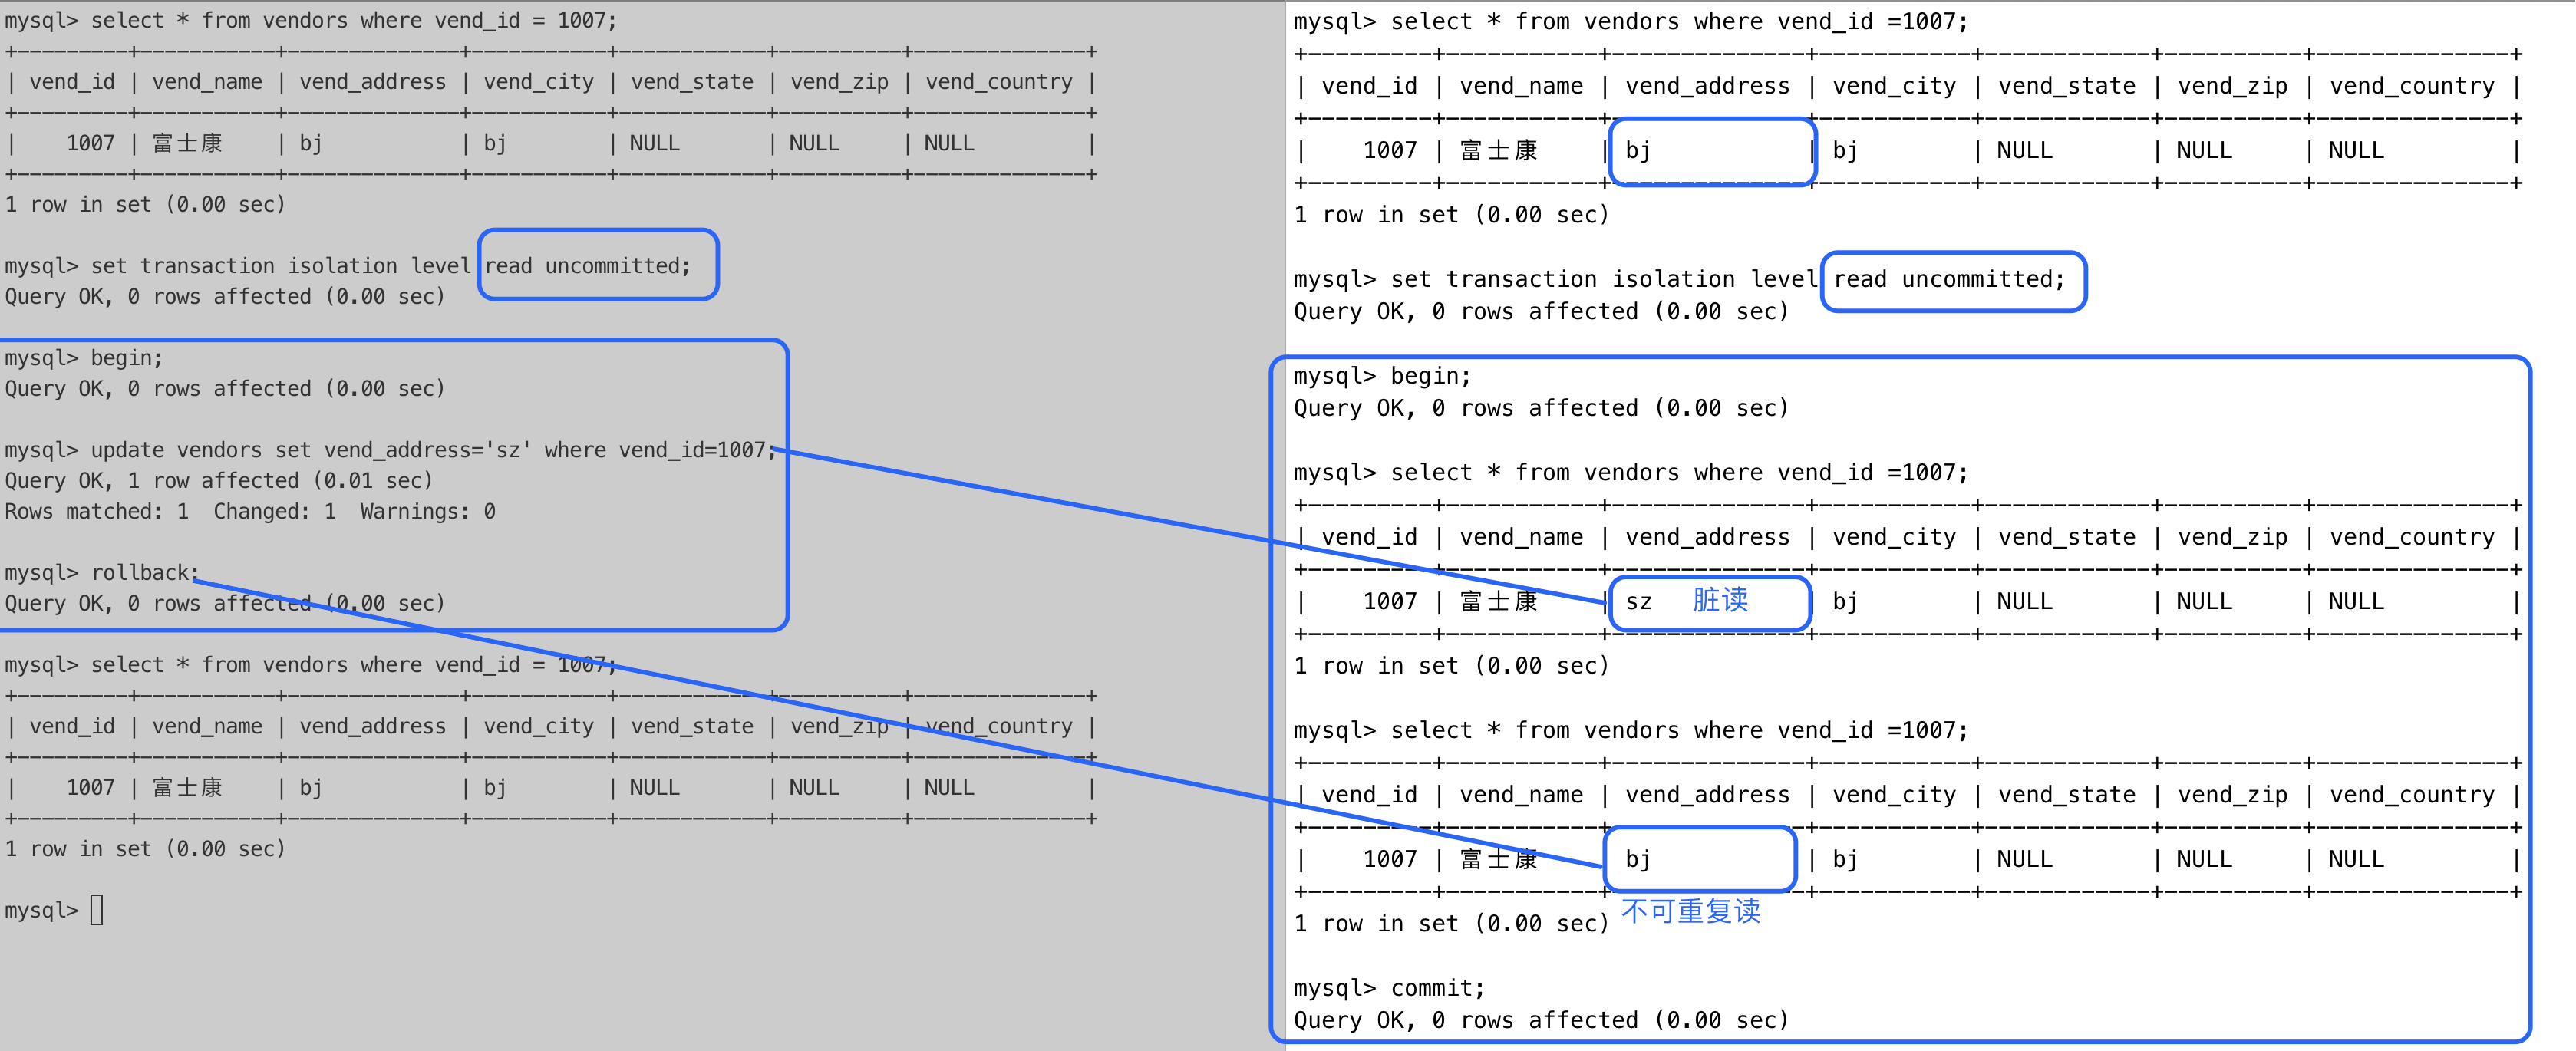 mysql> select * from vendors where vend_id = 1007;
+---------+-----------+--------------+-----------+------------+----------+--------------+
| vend_id | vend_name | vend_address | vend_city | vend_state | vend_zip | vend_country |
+---------+-----------+--------------+-----------+------------+----------+--------------+
|    1007 | 富士康    | bj           | bj        | NULL       | NULL     | NULL         |
+---------+-----------+--------------+-----------+------------+----------+--------------+
1 row in set (0.00 sec)
mysql> set transaction isolation level read uncommitted;
Query OK, 0 rows affected (0.00 sec)
mysql> begin;
Query OK, 0 rows affected (0.00 sec)
mysql> update vendors set vend_address='sz' where vend_id=1007;
Query OK, 1 row affected (0.01 sec)
Rows matched: 1  Changed: 1  Warnings: 0
mysql> rollback;
Query OK, 0 rows affected (0.00 sec)
mysql> select * from vendors where vend_id = 1007;
+---------+-----------+--------------+-----------+------------+----------+--------------+
| vend_id | vend_name | vend_address | vend_city | vend_state | vend_zip | vend_country |
+---------+-----------+--------------+-----------+------------+----------+--------------+
|    1007 | 富士康    | bj           | bj        | NULL       | NULL     | NULL         |
+---------+-----------+--------------+-----------+------------+----------+--------------+
1 row in set (0.00 sec)
mysql>
mysql> select * from vendors where vend_id =1007;
+---------+-----------+--------------+-----------+------------+----------+--------------+
| vend_id | vend_name | vend_address | vend_city | vend_state | vend_zip | vend_country |
+---------+-----------+--------------+-----------+------------+----------+--------------+
|    1007 | 富士康    | bj           | bj        | NULL       | NULL     | NULL         |
+---------+-----------+--------------+-----------+------------+----------+--------------+
1 row in set (0.00 sec)
mysql> set transaction isolation level read uncommitted;
Query OK, 0 rows affected (0.00 sec)
mysql> begin;
Query OK, 0 rows affected (0.00 sec)
mysql> select * from vendors where vend_id =1007;
+---------+-----------+--------------+-----------+------------+----------+--------------+
| vend_id | vend_name | vend_address | vend_city | vend_state | vend_zip | vend_country |
+---------+-----------+--------------+-----------+------------+----------+--------------+
|    1007 | 富士康    | sz   脏读    | bj        | NULL       | NULL     | NULL         |
+---------+-----------+--------------+-----------+------------+----------+--------------+
1 row in set (0.00 sec)
mysql> select * from vendors where vend_id =1007;
+---------+-----------+--------------+-----------+------------+----------+--------------+
| vend_id | vend_name | vend_address | vend_city | vend_state | vend_zip | vend_country |
+---------+-----------+--------------+-----------+------------+----------+--------------+
|    1007 | 富士康    | bj           | bj        | NULL       | NULL     | NULL         |
+---------+-----------+--------------+-----------+------------+----------+--------------+
1 row in set (0.00 sec) 不可重复读
mysql> commit;
Query OK, 0 rows affected (0.00 sec)